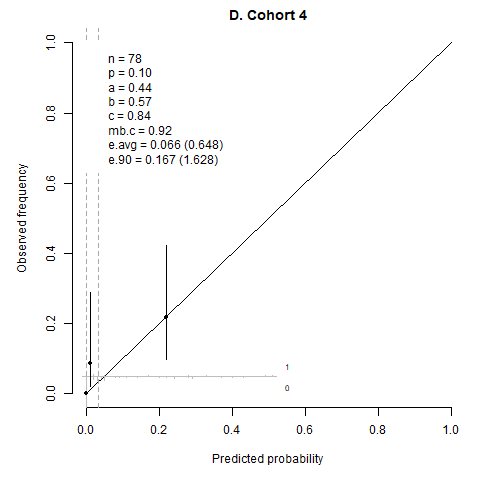 D. Cohort 4
n = 78
p = 0.10
a = 0.44
b = 0.57
c = 0.84
mb.c = 0.92
e.avg = 0.066 (0.648)
e.90 = 0.167 (1.628)
Observed frequency
1.0
0.8
0.6
0.4
0.2
0.0
1
0
0.0 0.2 0.4 0.6 0.8 1.0
Predicted probability